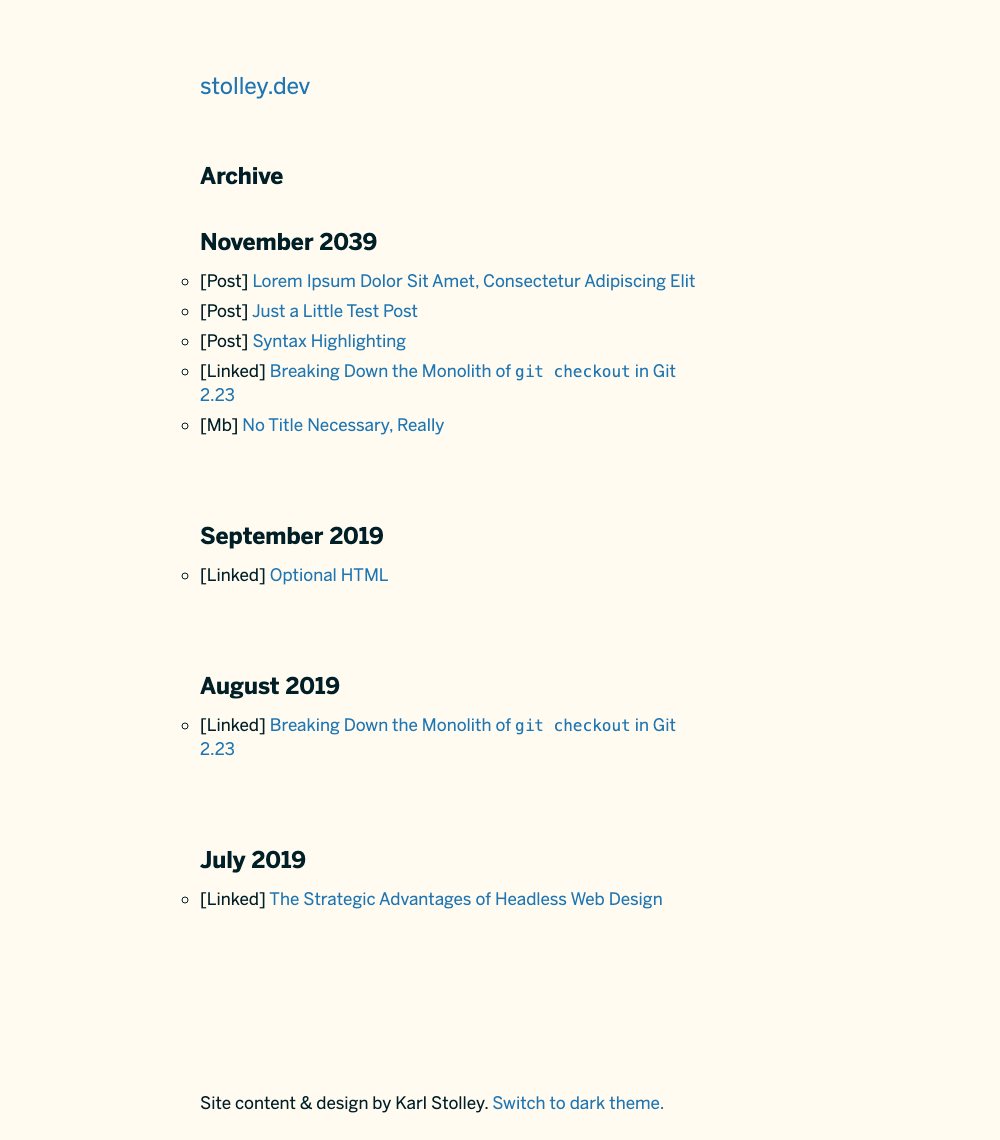 stolley.dev
Archive
November 2039
[Post] Lorem Ipsum Dolor Sit Amet, Consectetur Adipiscing Elit
[Post] Just a Little Test Post
[Post] Syntax Highlighting
[Linked] Breaking Down the Monolith of git checkout in Git
2.23
[Mb] No Title Necessary, Really
September 2019
[Linked] Optional HTML
August 2019
[Linked] Breaking Down the Monolith of git checkout in Git
2.23
July 2019
[Linked] The Strategic Advantages of Headless Web Design
Site content & design by Karl Stolley. Switch to dark theme.